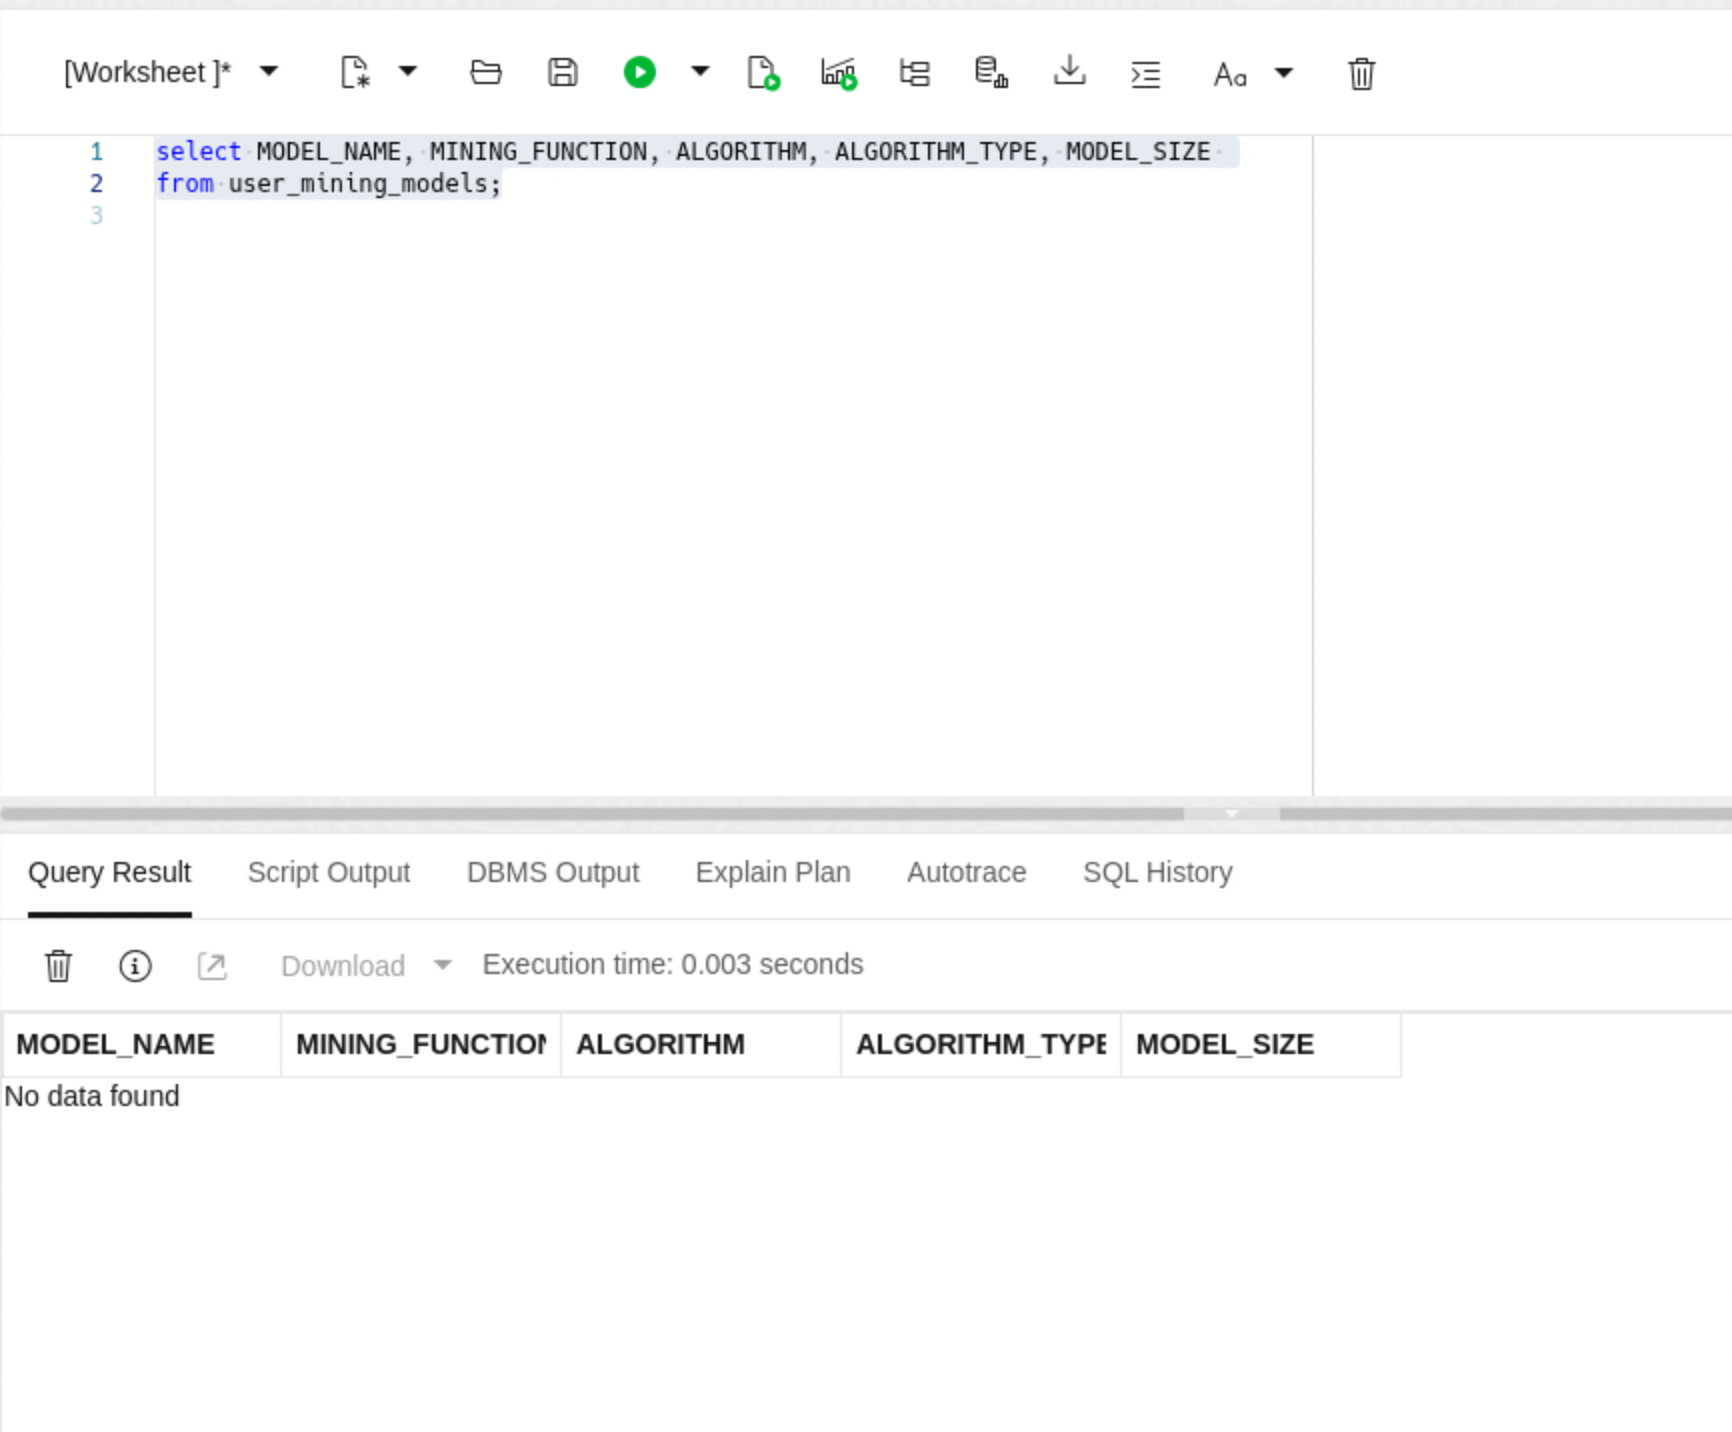 [Worksheet ]* Aa
1 select MODEL_NAME, MINING_FUNCTION, ALGORITHM, ALGORITHM_TYPE, MODEL_SIZE
2 from user_mining_models;
3
Query Result Script Output DBMS Output Explain Plan Autotrace SQL History
Download Execution time: 0.003 seconds
MODEL_NAME MINING_FUNCTION ALGORITHM ALGORITHM_TYPE MODEL_SIZE
No data found